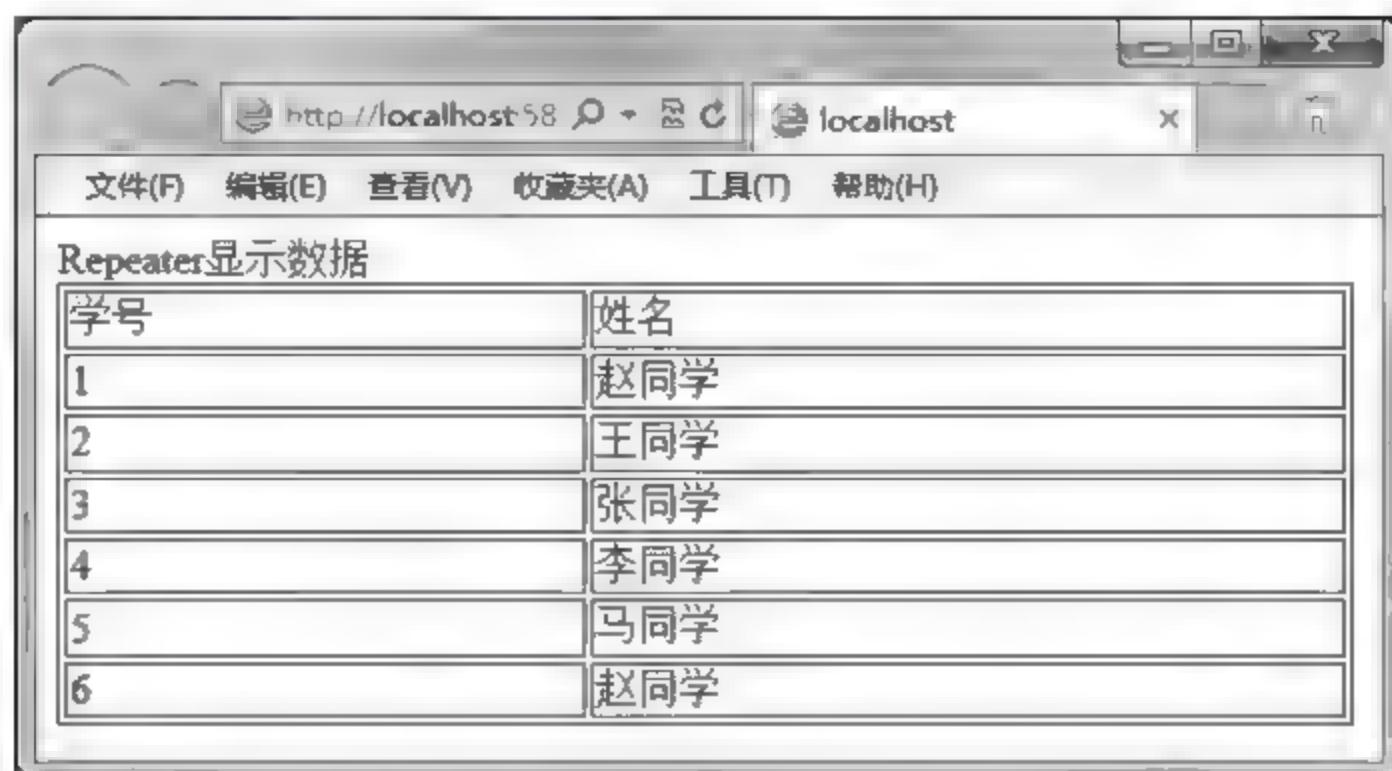 http://localhost:58 localhost
文件(F) 编辑(E) 查看(V) 收藏夹(A) 工具(T) 帮助(H)
Repeater显示数据
学号 姓名
1 赵同学
2 王同学
3 张同学
4 李同学
5 马同学
6 赵同学